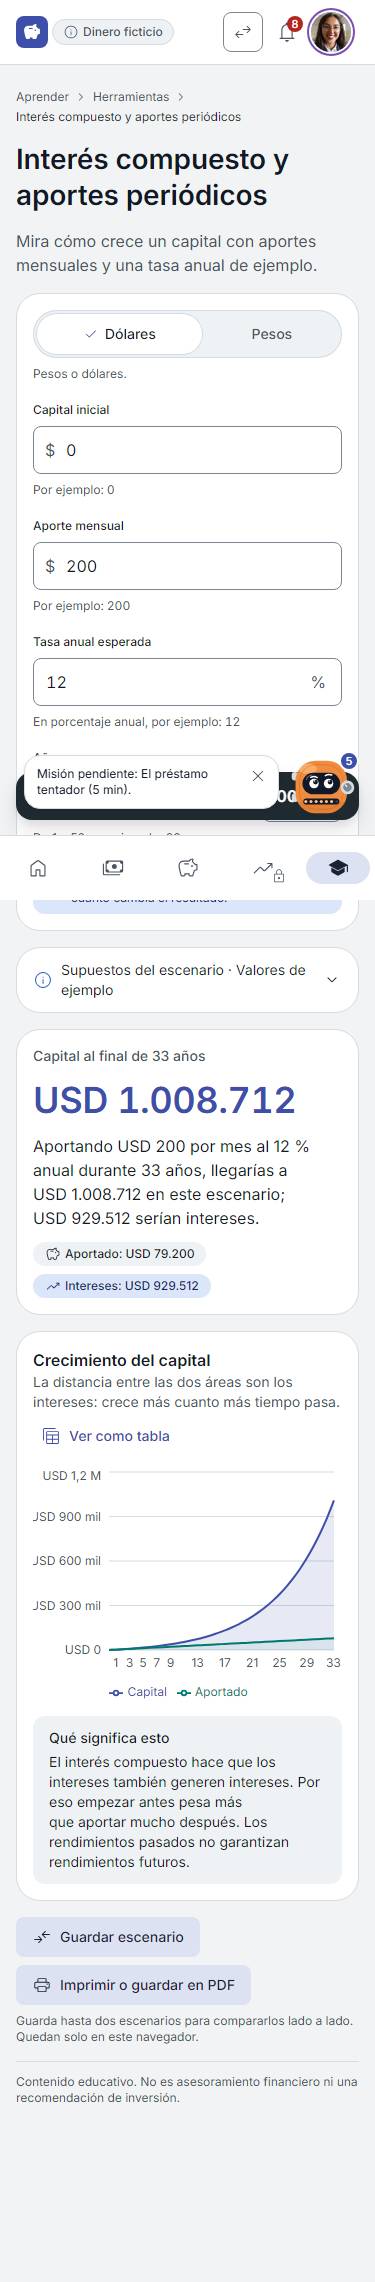 Dinero ficticio
8
Aprender
Herramientas
Interés compuesto y aportes periódicos
Interés compuesto y
aportes periódicos
Mira cómo crece un capital con aportes
mensuales y una tasa anual de ejemplo.
Dólares
Pesos
Pesos o dólares.
Capital inicial
$ 0
Por ejemplo: 0
Aporte mensual
$ 200
Por ejemplo: 200
Tasa anual esperada
12 %
En porcentaje anual, por ejemplo: 12
5
Misión pendiente: El préstamo
tentador (5 min).
Supuestos del escenario · Valores de
ejemplo
Capital al final de 33 años
USD 1.008.712
Aportando USD 200 por mes al 12 %
anual durante 33 años, llegarías a
USD 1.008.712 en este escenario;
USD 929.512 serían intereses.
Aportado: USD 79.200
Intereses: USD 929.512
Crecimiento del capital
La distancia entre las dos áreas son los
intereses: crece más cuanto más tiempo pasa.
Ver como tabla
USD 1,2 M
USD 900 mil
USD 600 mil
USD 300 mil
USD 0
1 3 5 7 9 13 17 21 25 29 33
Capital Aportado
Qué significa esto
El interés compuesto hace que los
intereses también generen intereses. Por
eso empezar antes pesa más
que aportar mucho después. Los
rendimientos pasados no garantizan
rendimientos futuros.
Guardar escenario
Imprimir o guardar en PDF
Guarda hasta dos escenarios para compararlos lado a lado.
Quedan solo en este navegador.
Contenido educativo. No es asesoramiento financiero ni una
recomendación de inversión.